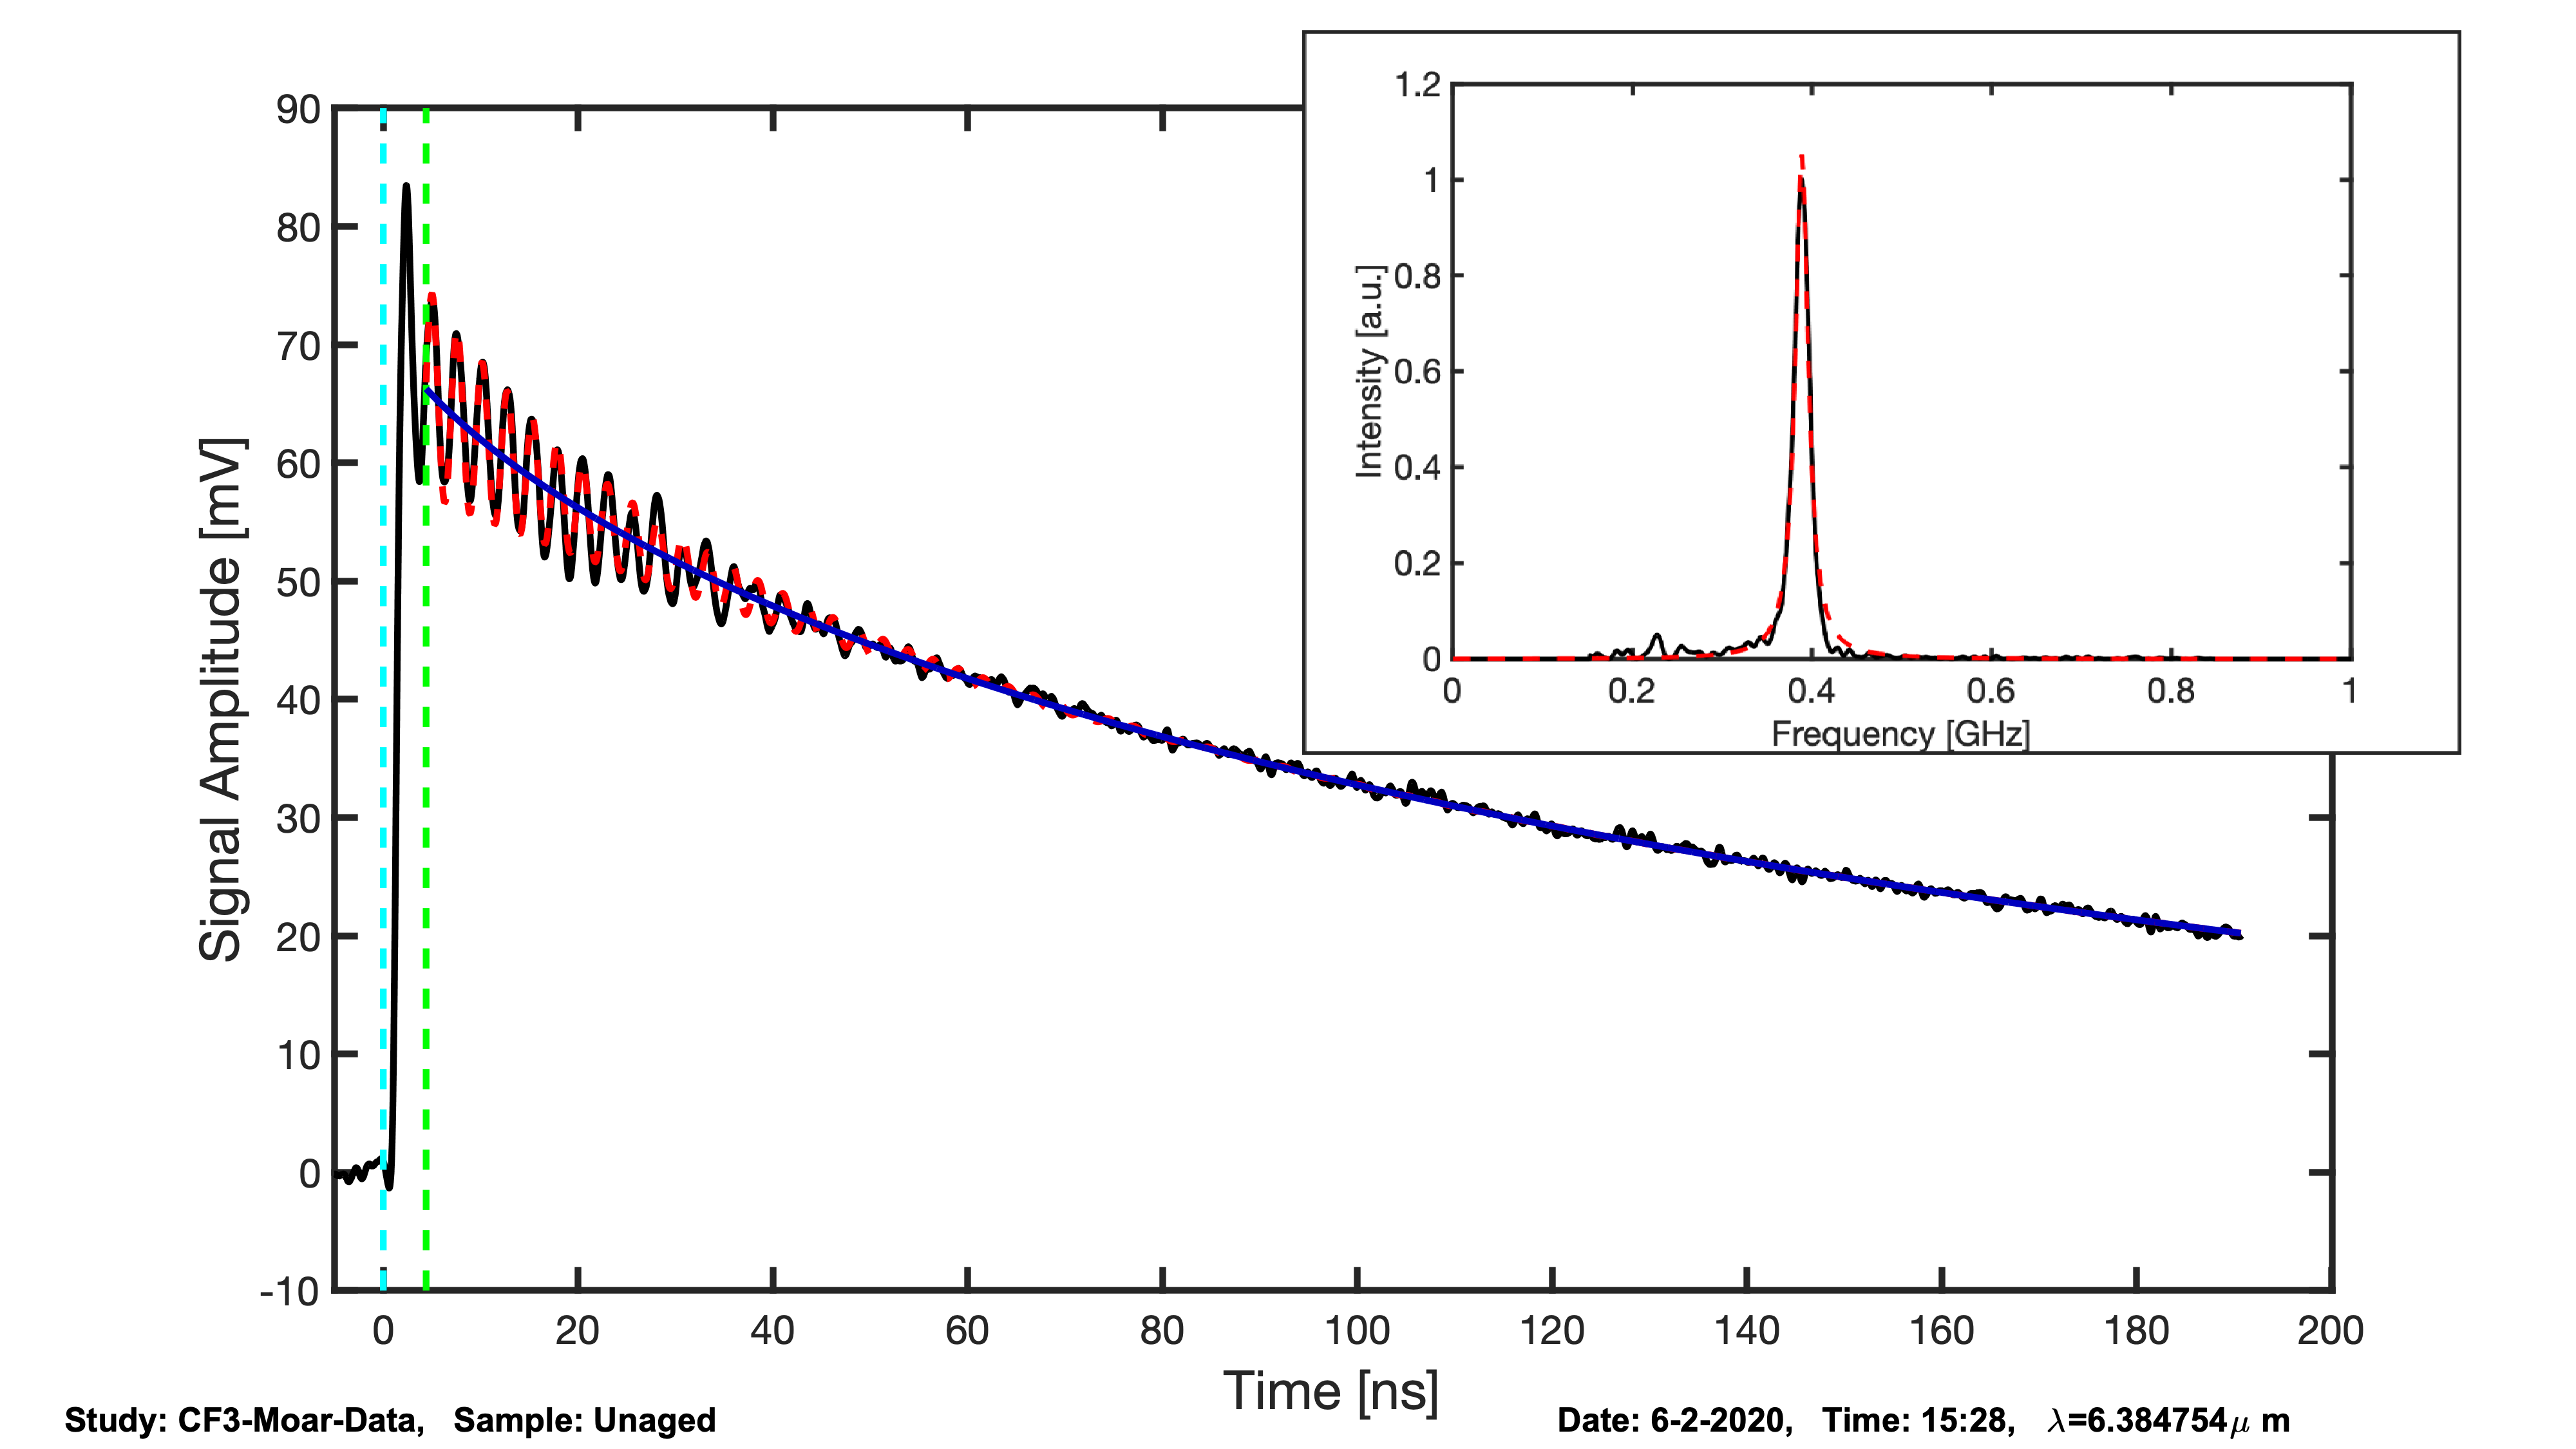 1.2
1
0.8
0.6
0.4
0.2
0
Intensity [a.u.]
0 0.2 0.4 0.6 0.8 1
Frequency [GHz]
90
80
70
60
50
40
30
20
10
0
-10
Signal Amplitude [mV]
0 20 40 60 80 100 120 140 160 180 200
Time [ns]
Study: CF3-Moar-Data, Sample: Unaged
Date: 6-2-2020, Time: 15:28, λ=6.384754μ m